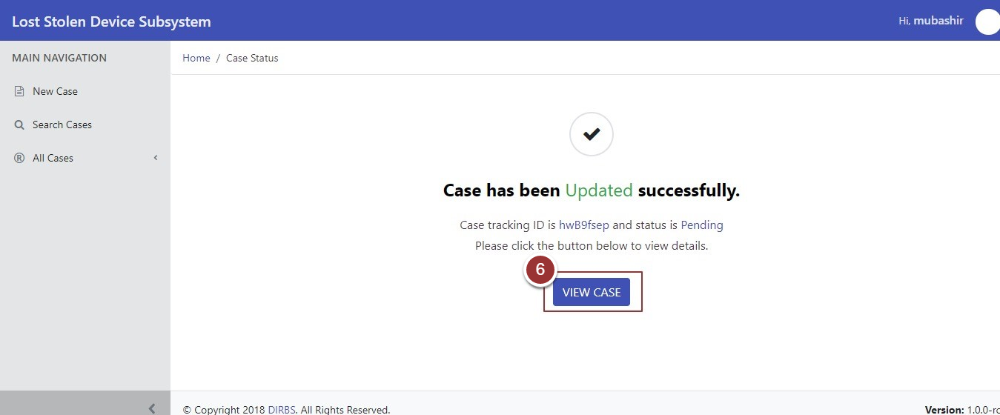 Lost Stolen Device Subsystem
Hi, mubashir
MAIN NAVIGATION
New Case
Search Cases
® All Cases
Home / Case Status
Case has been Updated successfully.
Case tracking ID is hwB9fsep and status is Pending
Please click the button below to view details.
6
VIEW CASE
© Copyright 2018 DIRBS. All Rights Reserved.
Version: 1.0.0-rc